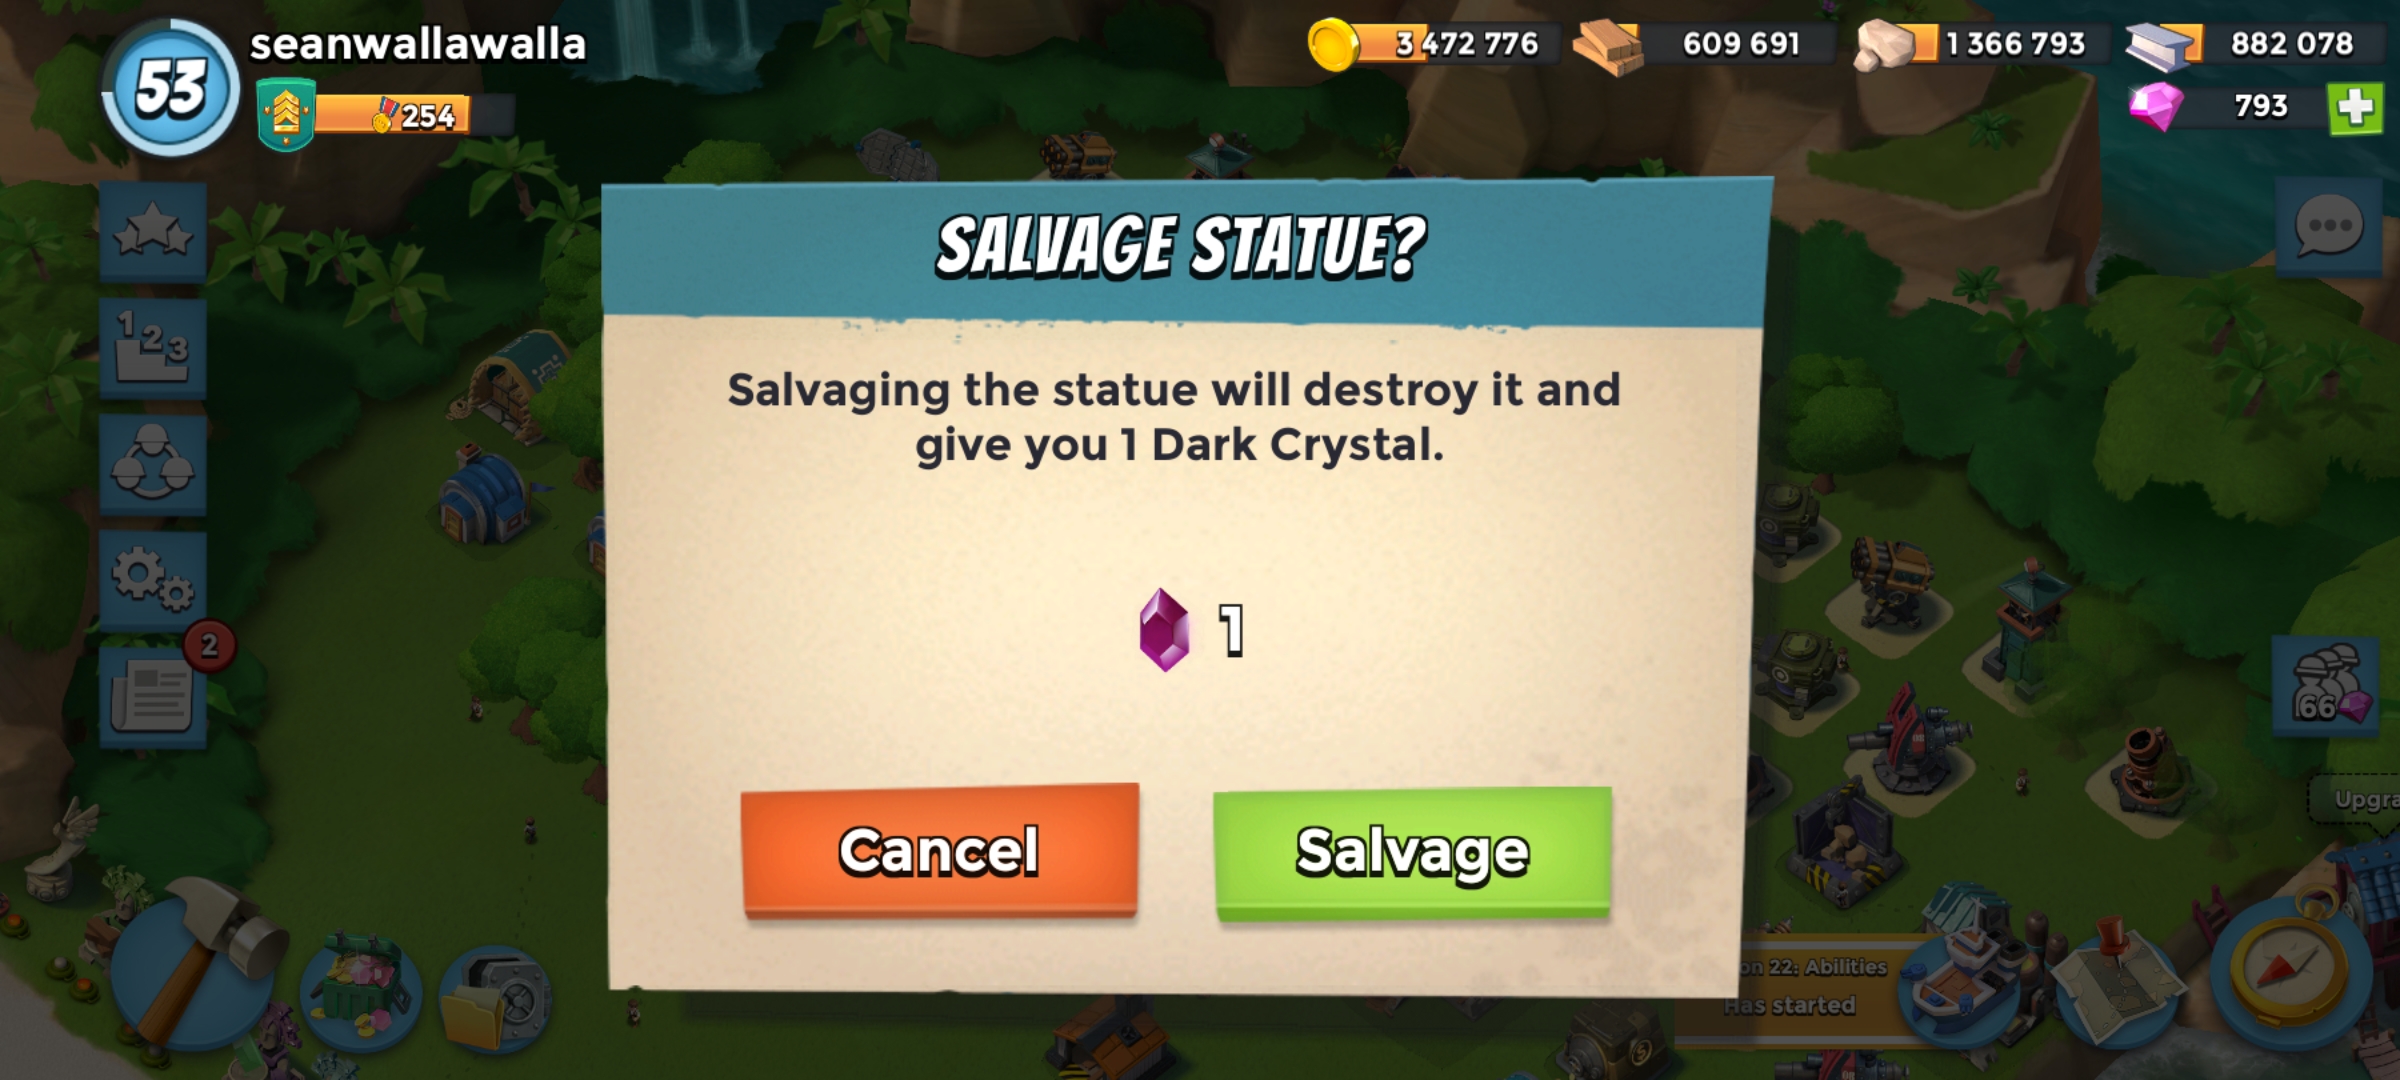 53
seanwallawalla
254
3 472 776
609 691
1 366 793
882 078
793
SALVAGE STATUE?
Salvaging the statue will destroy it and
give you 1 Dark Crystal.
1
Cancel
Salvage
1 2 3
2
66
Upgra
on 22: Abilities
Has started